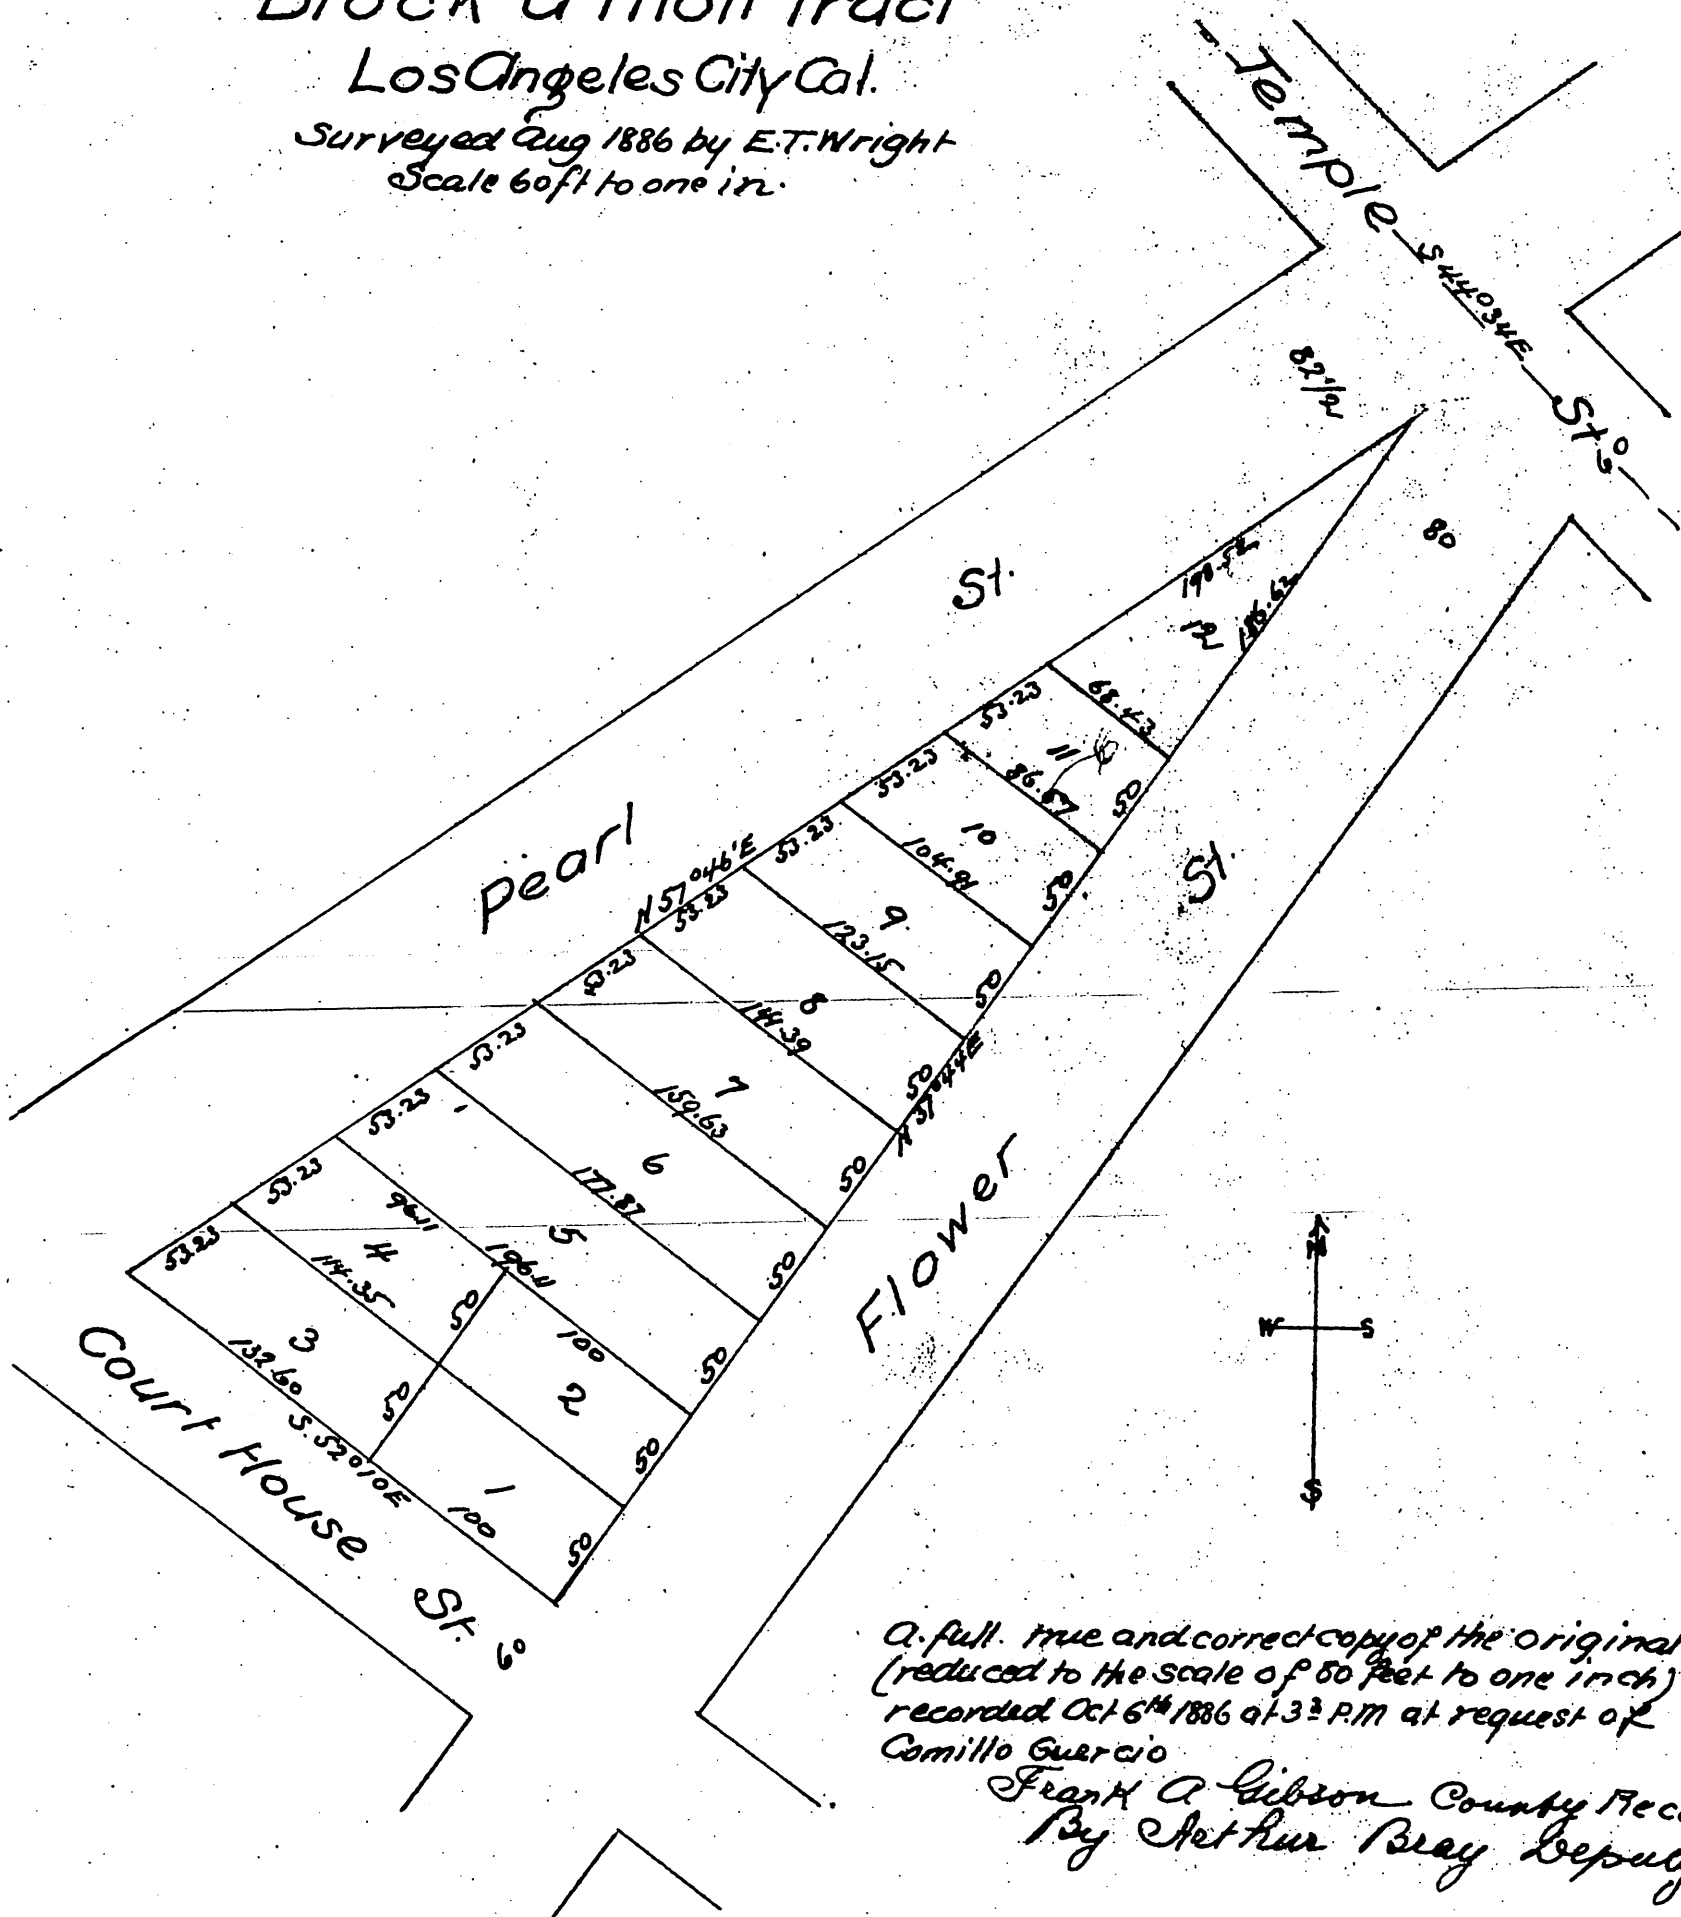 Los Angeles City Cal.
Surveyed Aug 1886 by E.T. Wright
Scale 60 ft to one in.
Temple St.
S 44° 34 E
60
82 1/2
80
Pearl St.
N 57° 46' E
53.23
53.23
53.23
53.23
53.23
53.23
53.23
53.23
53.23
198.52
12
186.62
68.43
11
86.67
50
10
104.91
50
9
123.15
50
8
141.39
50
N 37° 44 E
7
159.63
50
6
177.87
50
5
196.11
96.11
100
50
4
114.35
50
2
50
3
132.60
50
1
100
50
S. 52° 10 E
Court House St. 60
Flower St.
N
W S
S
A full true and correct copy of the original
(reduced to the scale of 80 feet to one inch)
recorded Oct 6th 1886 at 3 P.M at request of
Comillo Guercio
Frank A Gibson County
By Arthur Bray